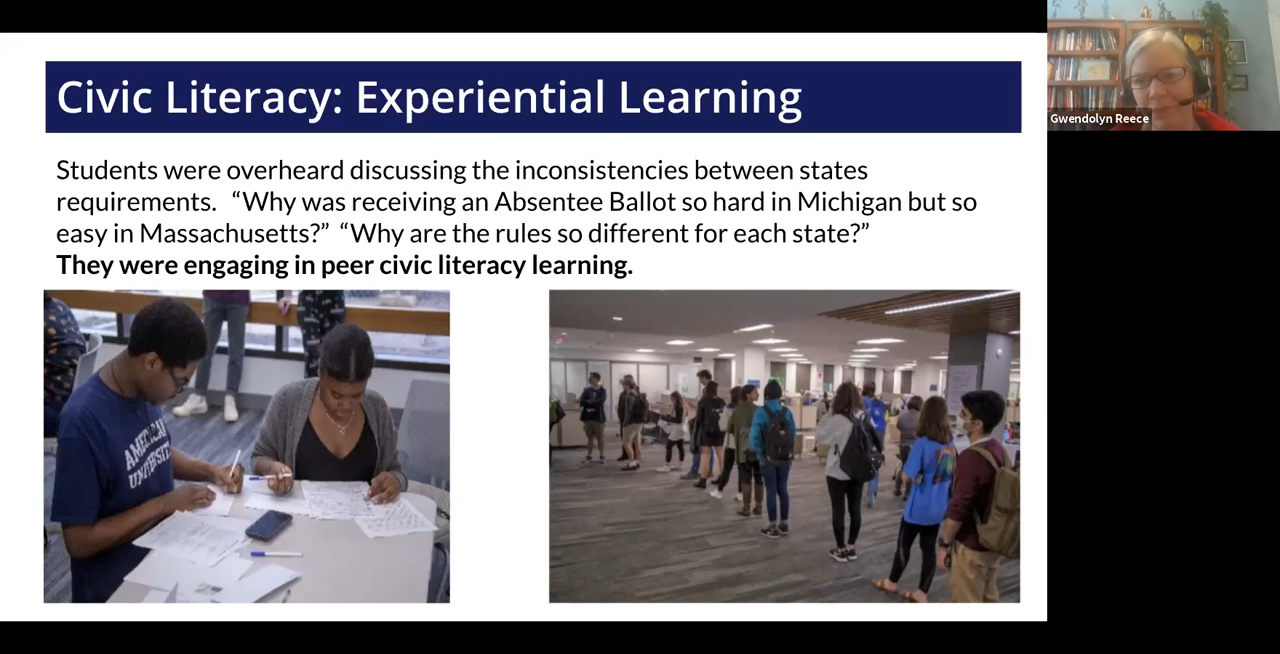 Civic Literacy: Experiential Learning
Students were overheard discussing the inconsistencies between states
requirements. “Why was receiving an Absentee Ballot so hard in Michigan but so
easy in Massachusetts?” “Why are the rules so different for each state?”
They were engaging in peer civic literacy learning.
AMERICAN
UNIVERSITY
Gwendolyn Reece